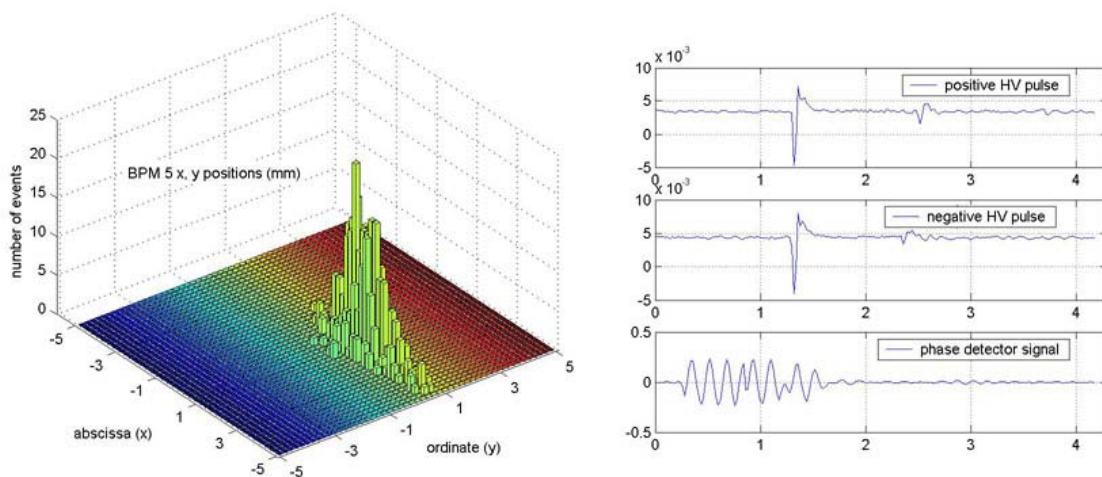 25
20
15
10
5
0
number of events
BPM 5 x, y positions (mm)
-5
-3
-1
1
3
-5
abscissa (x)
-5
-3
-1
1
3
5
ordinate (y)
x 10⁻³
10
5
0
-5
positive HV pulse
0 1 2 3 4
x 10⁻³
10
5
0
-5
negative HV pulse
0 1 2 3 4
0.5
0
-0.5
phase detector signal
0 1 2 3 4